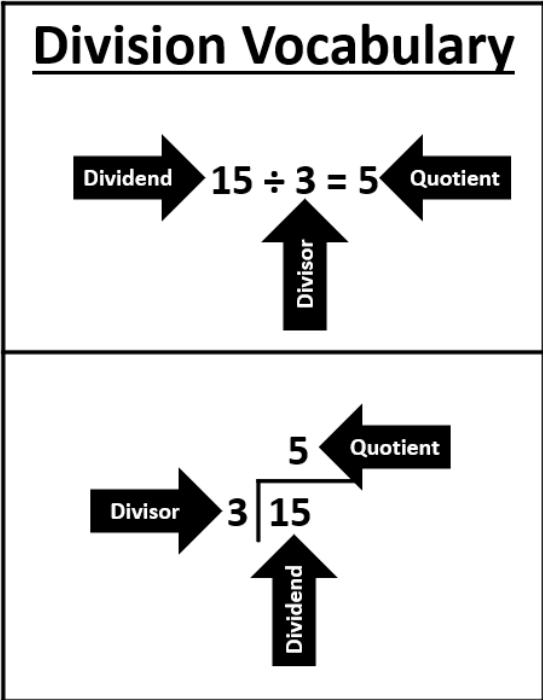 Division Vocabulary
Dividend 15 ÷ 3 = 5 Quotient
Divisor
5 Quotient
Divisor 3 15
Dividend